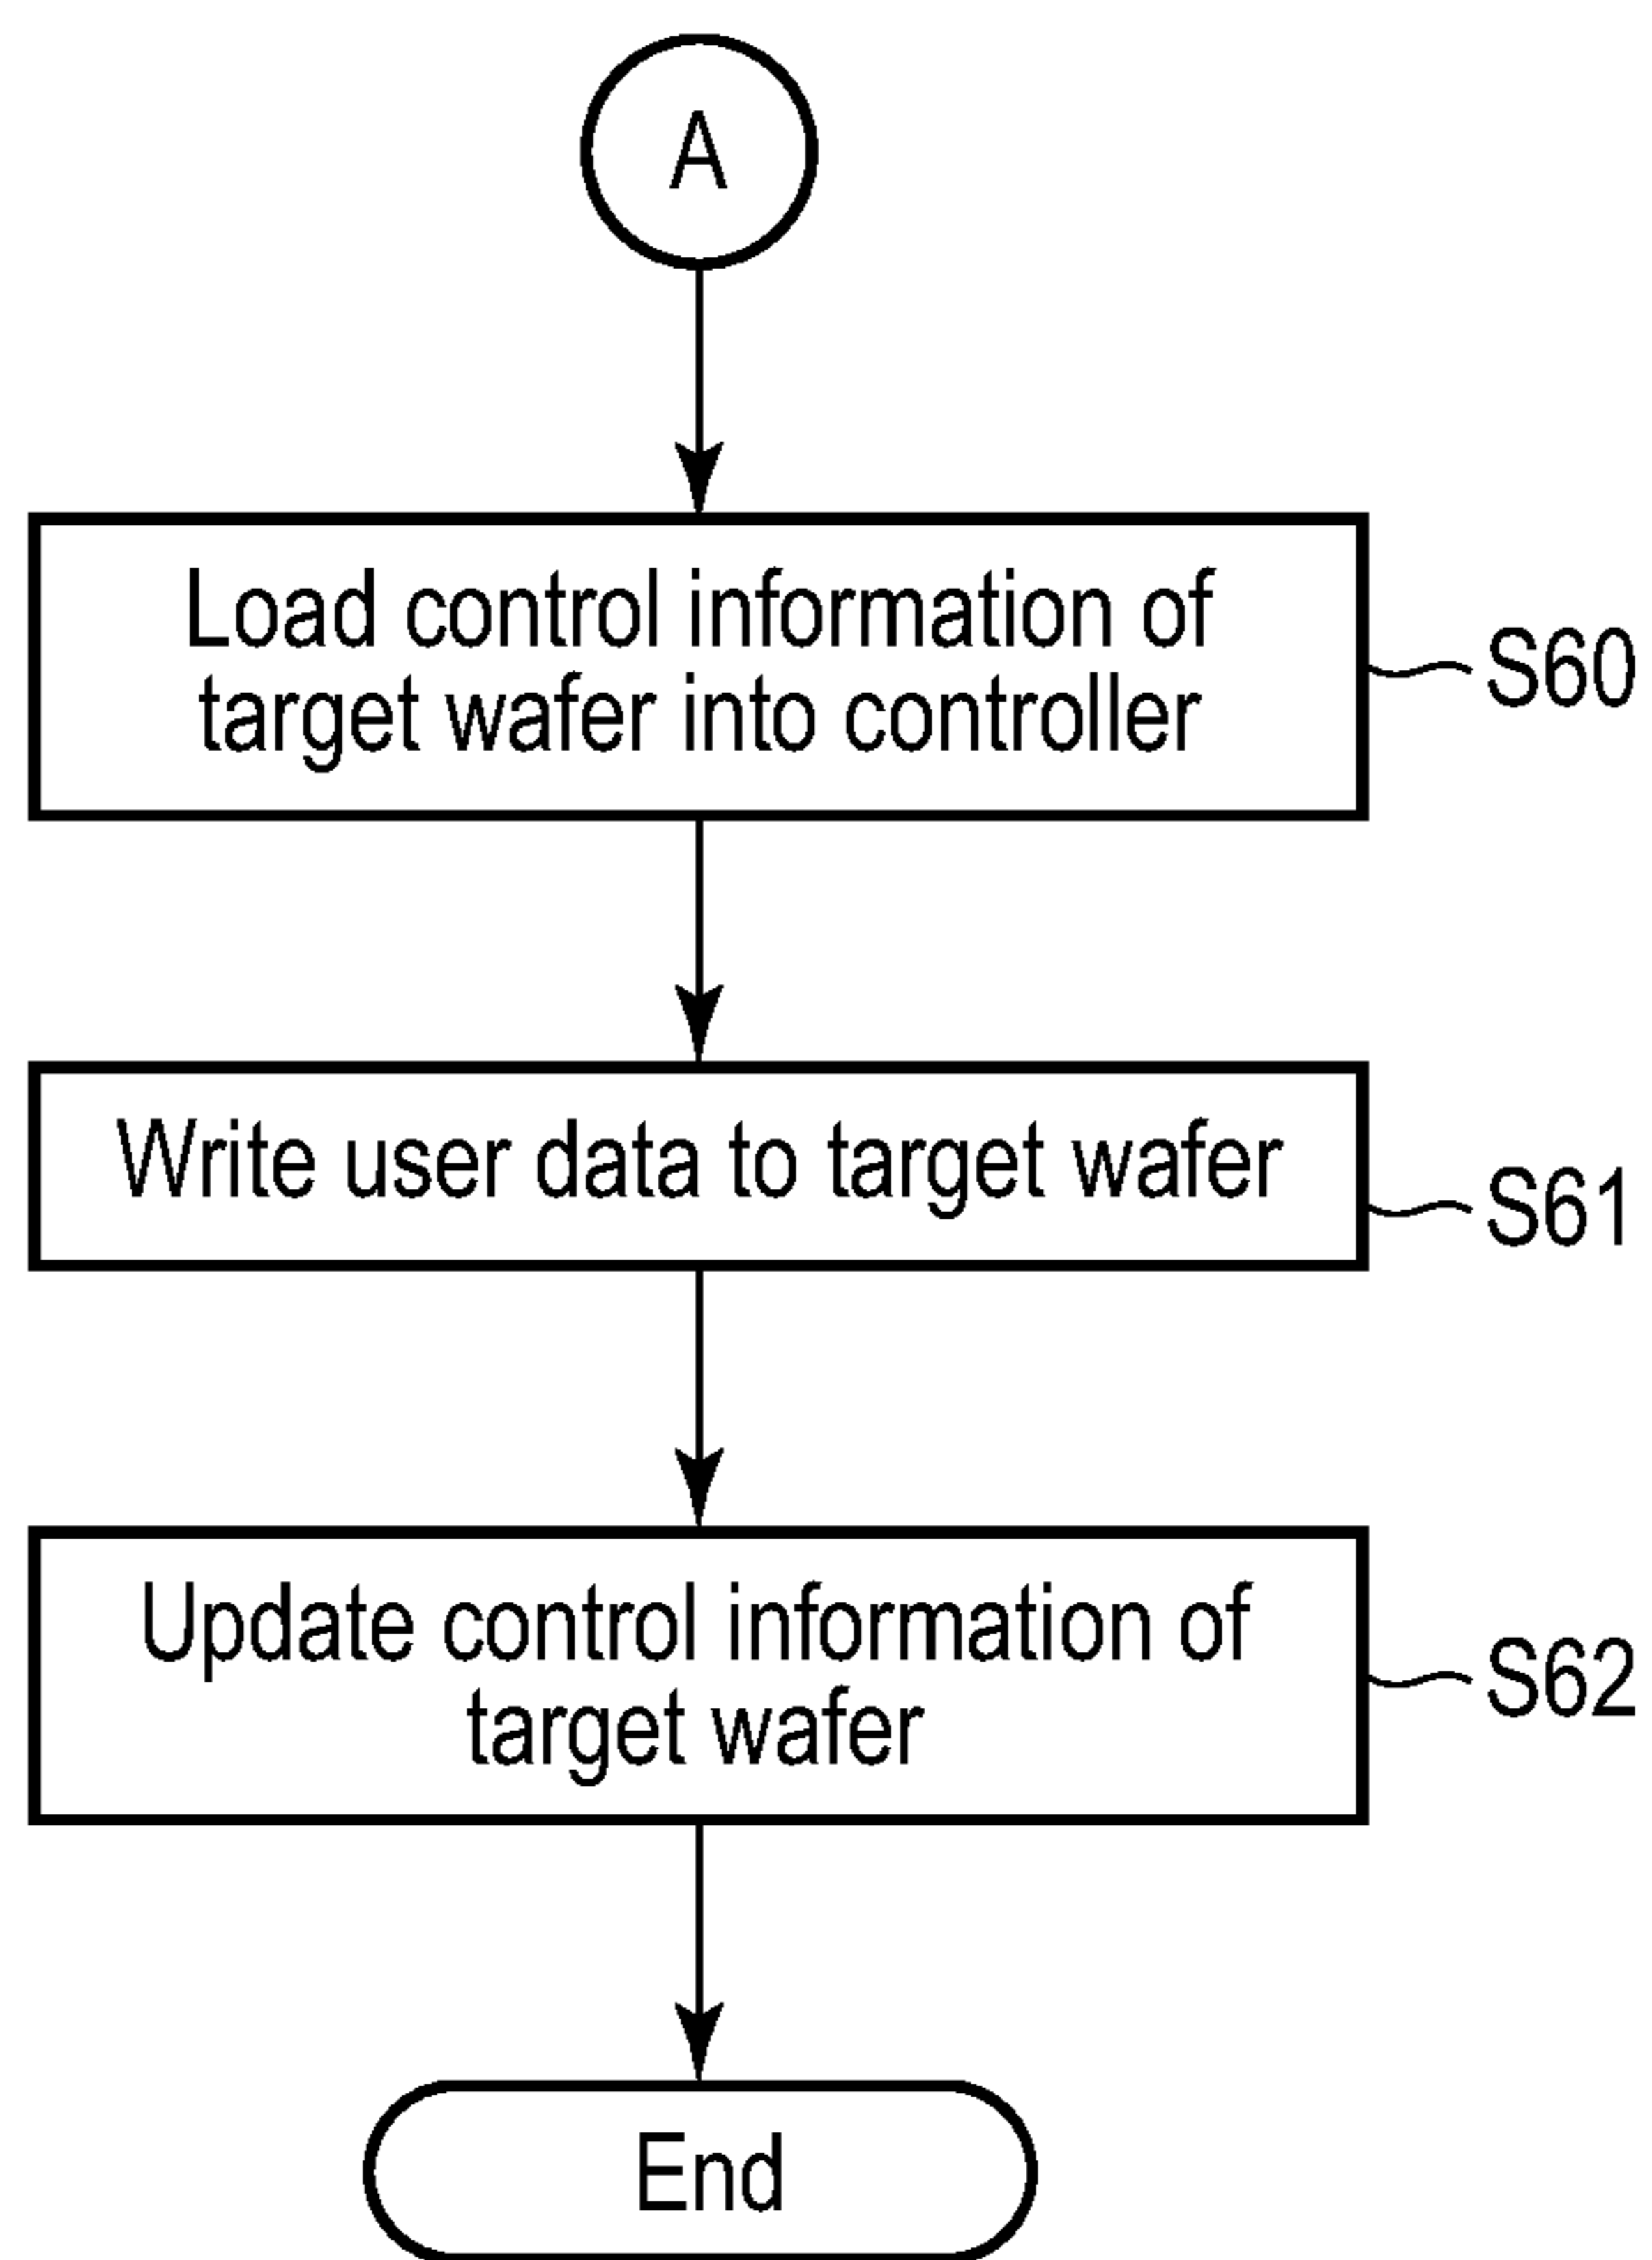 A
Load control information of
target wafer into controller
S60
Write user data to target wafer
S61
Update control information of
target wafer
S62
End